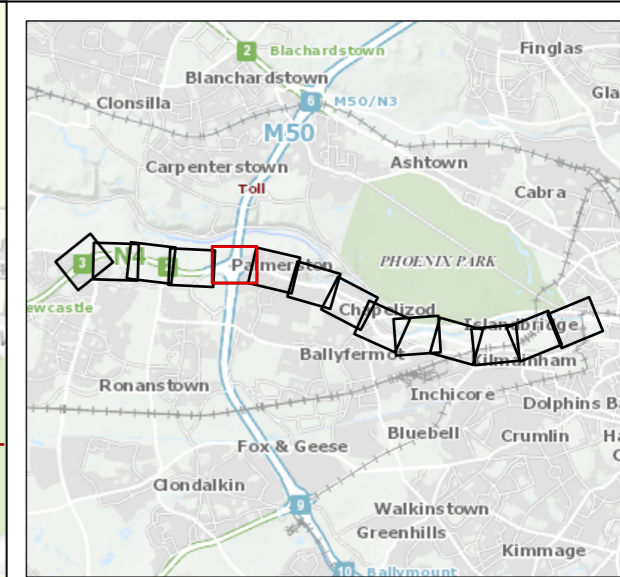 Finglas
2
Blachardstown
Blanchardstown
Gla
Clonsilla
6
M50/N3
M50
Carpenterstown
Ashtown
Toll
Cabra
N4
3
Palmerston
PHOENIX PARK
ewcastle
Chapelizod
Islandbridge
Ballyfermot
Kilmainham
Ronanstown
Inchicore
Dolphins Ba
Bluebell
Crumlin
Ha
Fox & Geese
C
Clondalkin
9
Walkinstown
Greenhills
Kimmage
10
Ballymount